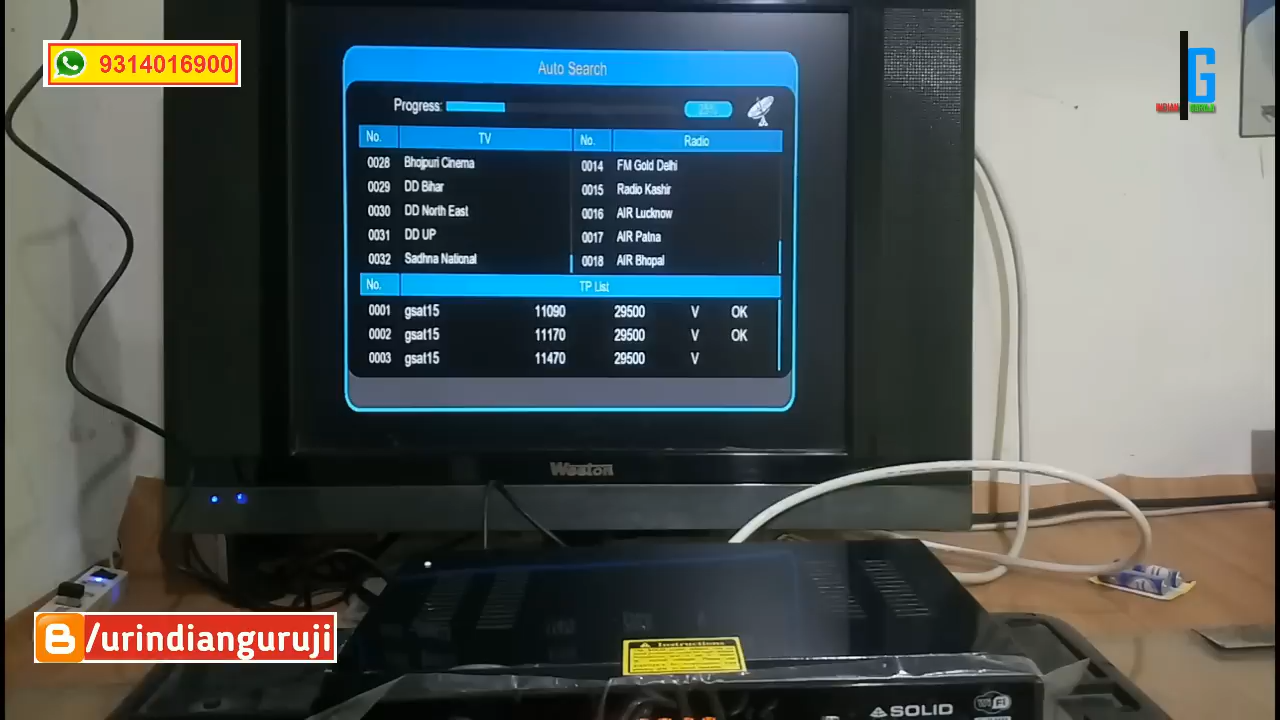 9314016900
G
Auto Search
Progress:
No. TV No. Radio
0028 Bhojpuri Cinema 0014 FM Gold Delhi
0029 DD Bihar 0015 Radio Kashir
0016 AIR Lucknow
0030 DD North East
0031 DD UP 0017 AIR Patna
0032 Sadhna National 0018 AIR Bhopal
No. TP List
0001 gsat15 11090 29500 V OK
0002 gsat15 11170 29500 V OK
0003 gsat15 11470 29500 V
Weston
/urindianguruji
Instructions
SOLID
WiFi